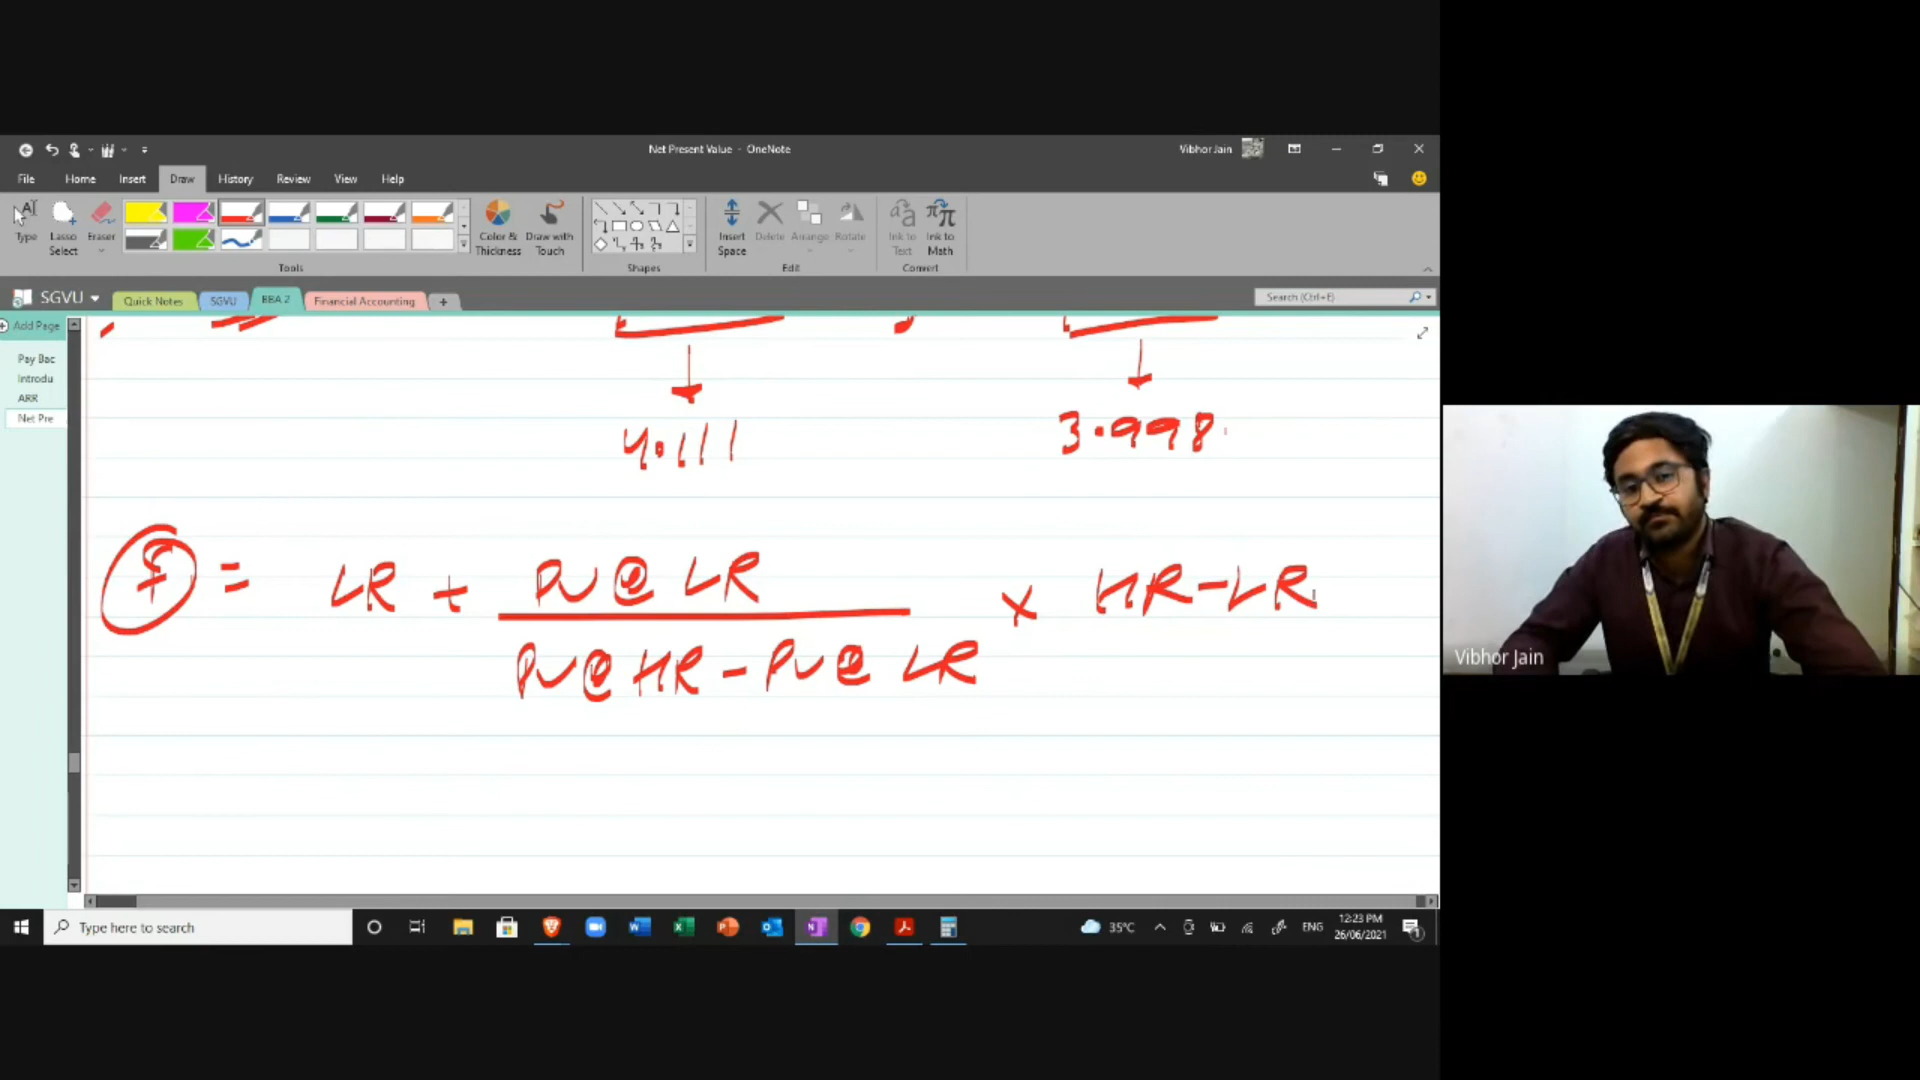 Net Present Value - OneNote
Vibhor Jain
File Home Insert Draw History Review View Help
Type
Lasso Select
Eraser
Color & Thickness
Draw with Touch
Insert Space
Delete
Arrange
Rotate
Ink to Text
Ink to Math
Tools Shapes Edit Convert
SGVU Quick Notes SGVU BBA 2 Financial Accounting + Search (Ctrl+E)
Add Page
Pay Bac
Introdu
ARR
Net Pre
4.111 3.998
f = LR + PV @ LR × HR-LR
PV@HR - PV@ LR
Vibhor Jain
Type here to search 35°C ENG 12:23 PM
26/06/2021